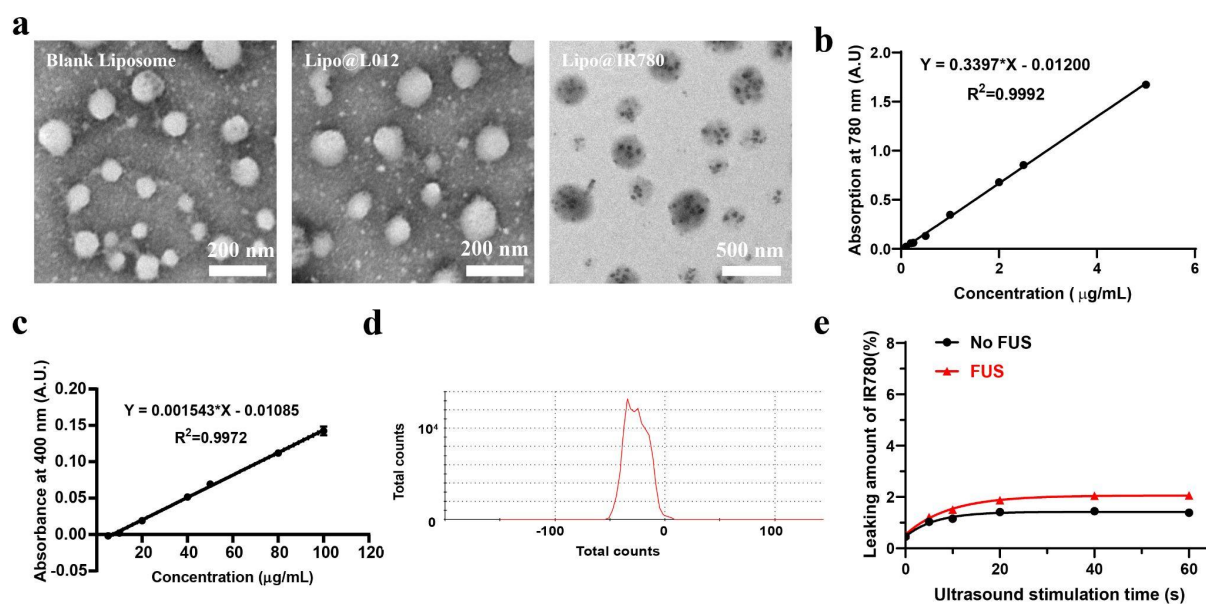 a
Blank Liposome
200 nm
Lipo@L012
200 nm
Lipo@IR780
500 nm
b
Y = 0.3397*X - 0.01200
R²=0.9992
Absorption at 780 nm (A.U)
2.0
1.5
1.0
0.5
0.0
0 2 4 6
Concentration ( μg/mL)
c
Y = 0.001543*X - 0.01085
R²=0.9972
Absorbance at 400 nm (A.U.)
0.20
0.15
0.10
0.05
0.00
-0.05
20 40 60 80 100 120
Concentration (μg/mL)
d
Total counts
10⁴
0
-100 0 100
Total counts
e
No FUS
FUS
Leaking amount of IR780(%)
8
6
4
2
0
0 20 40 60
Ultrasound stimulation time (s)